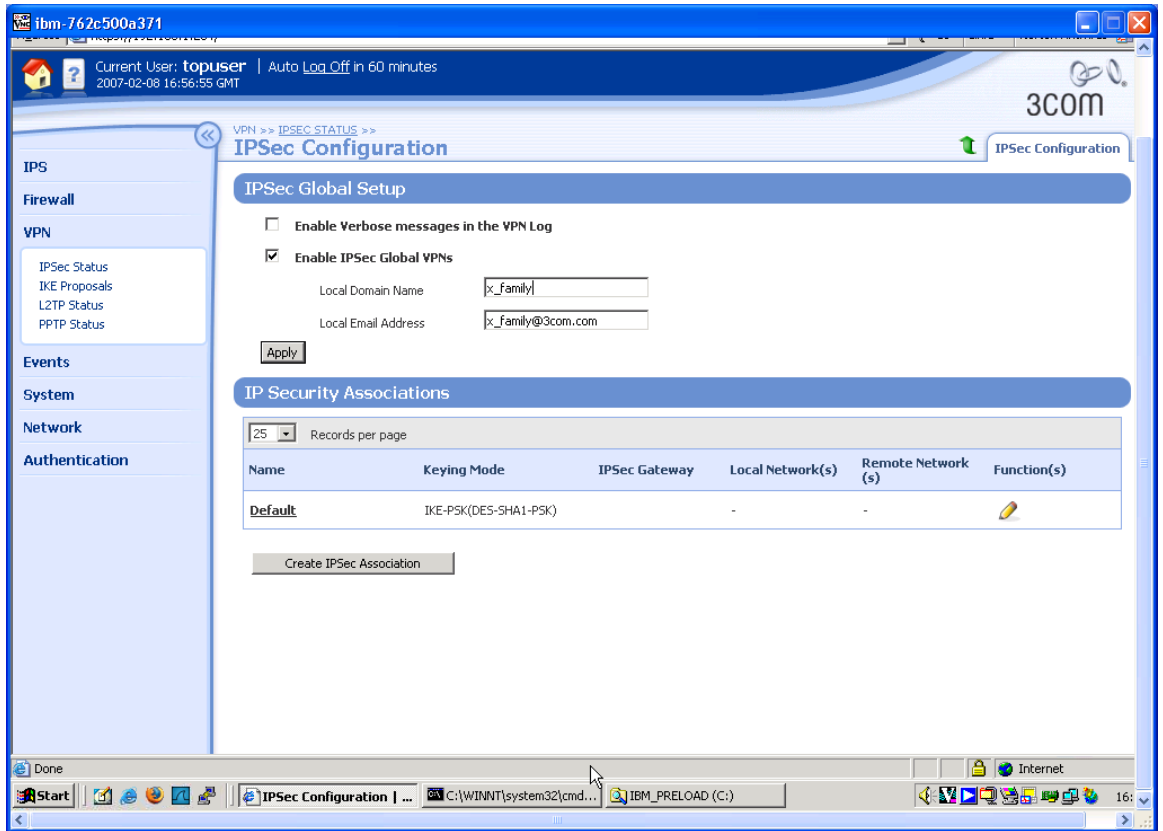 ibm-762c500a371
Current User: topuser | Auto Log Off in 60 minutes
2007-02-08 16:56:55 GMT
3COM
VPN >> IPSEC STATUS >>
IPSec Configuration
IPSec Configuration
IPS
Firewall
VPN
IPSec Status
IKE Proposals
L2TP Status
PPTP Status
Events
System
Network
Authentication
IPSec Global Setup
Enable Verbose messages in the VPN Log
Enable IPSec Global VPNs
Local Domain Name x_family
Local Email Address x_family@3com.com
Apply
IP Security Associations
25 Records per page
Name Keying Mode IPSec Gateway Local Network(s) Remote Network(s) Function(s)
Default IKE-PSK(DES-SHA1-PSK) - -
Create IPSec Association
Done Internet
Start IPSec Configuration | ... C:\WINNT\system32\cmd... IBM_PRELOAD (C:) 16: